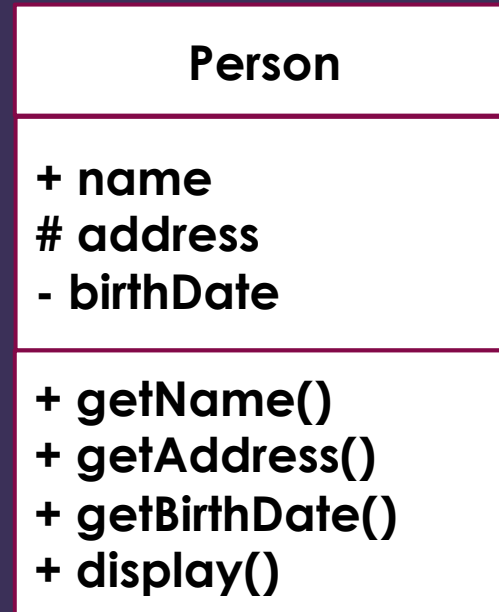 Person
+ name
# address
- birthDate
+ getName()
+ getAddress()
+ getBirthDate()
+ display()